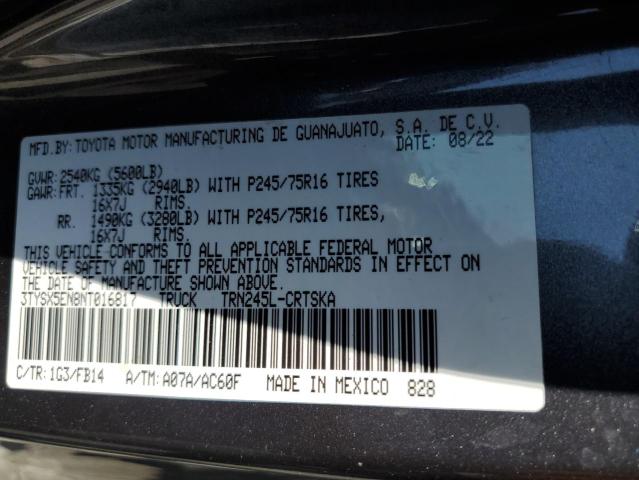 MFD.BY:TOYOTA MOTOR MANUFACTURING DE GUANAJUATO, S.A. DE C.V.
DATE: 08/22
GVWR:2540KG (5600LB)
GAWR:FRT. 1335KG (2940LB) WITH P245/75R16 TIRES
16X7J RIMS.
RR. 1490KG (3280LB) WITH P245/75R16 TIRES,
16X7J RIMS.
THIS VEHICLE CONFORMS TO ALL APPLICABLE FEDERAL MOTOR
VEHICLE SAFETY AND THEFT PREVENTION STANDARDS IN EFFECT ON
THE DATE OF MANUFACTURE SHOWN ABOVE.
3TYSX5EN8NT016817 TRUCK TRN245L-CRTSKA
C/TR:1G3/FB14 A/TM:A07A/AC60F MADE IN MEXICO 828